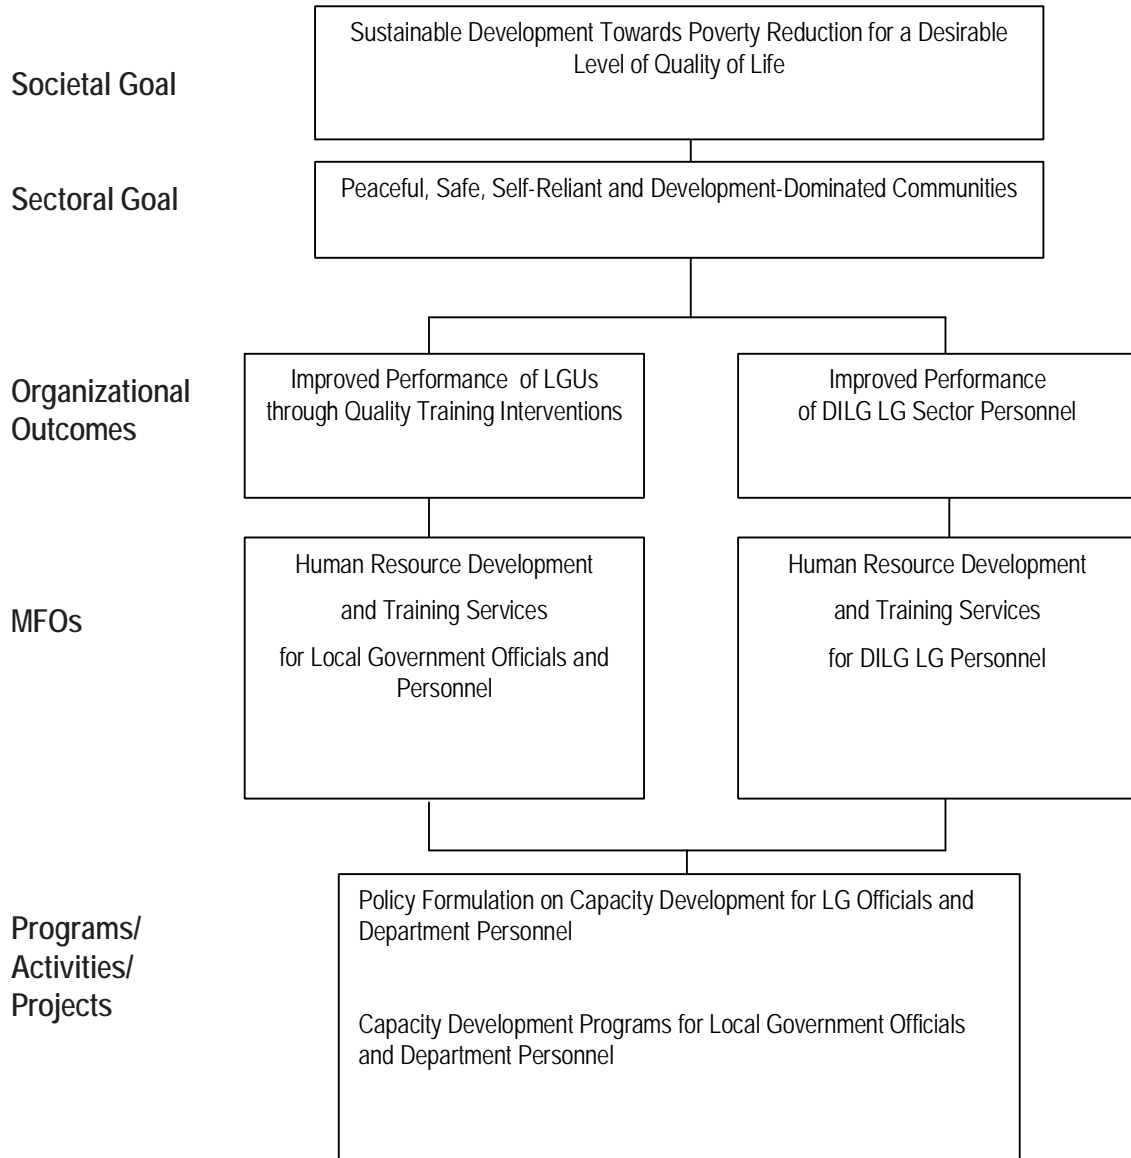 Sustainable Development Towards Poverty Reduction for a Desirable
Level of Quality of Life
Societal Goal
Peaceful, Safe, Self-Reliant and Development-Dominated Communities
Sectoral Goal
Organizational
Outcomes
Improved Performance of LGUs
through Quality Training Interventions
Improved Performance
of DILG LG Sector Personnel
MFOs
Human Resource Development
and Training Services
for Local Government Officials and
Personnel
Human Resource Development
and Training Services
for DILG LG Personnel
Programs/
Activities/
Projects
Policy Formulation on Capacity Development for LG Officials and
Department Personnel
Capacity Development Programs for Local Government Officials
and Department Personnel